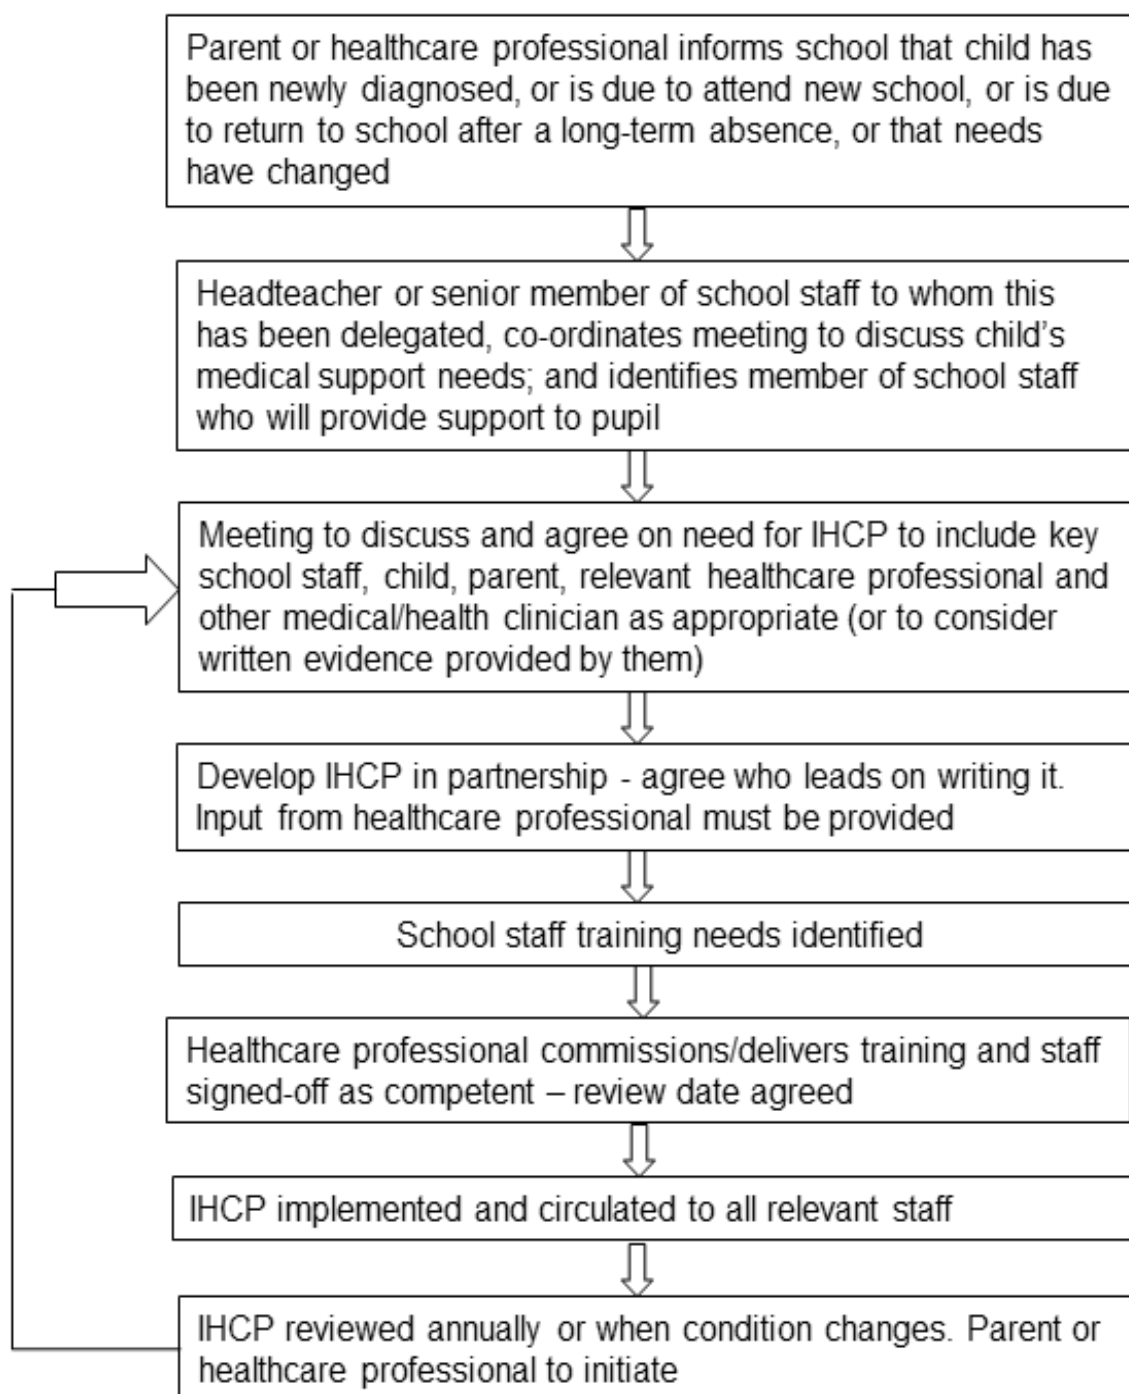 Parent or healthcare professional informs school that child has
been newly diagnosed, or is due to attend new school, or is due
to return to school after a long-term absence, or that needs
have changed
Headteacher or senior member of school staff to whom this
has been delegated, co-ordinates meeting to discuss child's
medical support needs; and identifies member of school staff
who will provide support to pupil
Meeting to discuss and agree on need for IHCP to include key
school staff, child, parent, relevant healthcare professional and
other medical/health clinician as appropriate (or to consider
written evidence provided by them)
Develop IHCP in partnership - agree who leads on writing it.
Input from healthcare professional must be provided
School staff training needs identified
Healthcare professional commissions/delivers training and staff
signed-off as competent – review date agreed
IHCP implemented and circulated to all relevant staff
IHCP reviewed annually or when condition changes. Parent or
healthcare professional to initiate